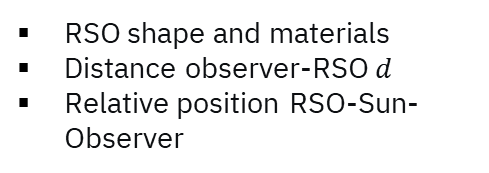 ▪ RSO shape and materials
▪ Distance observer-RSO d
▪ Relative position RSO-Sun-
Observer